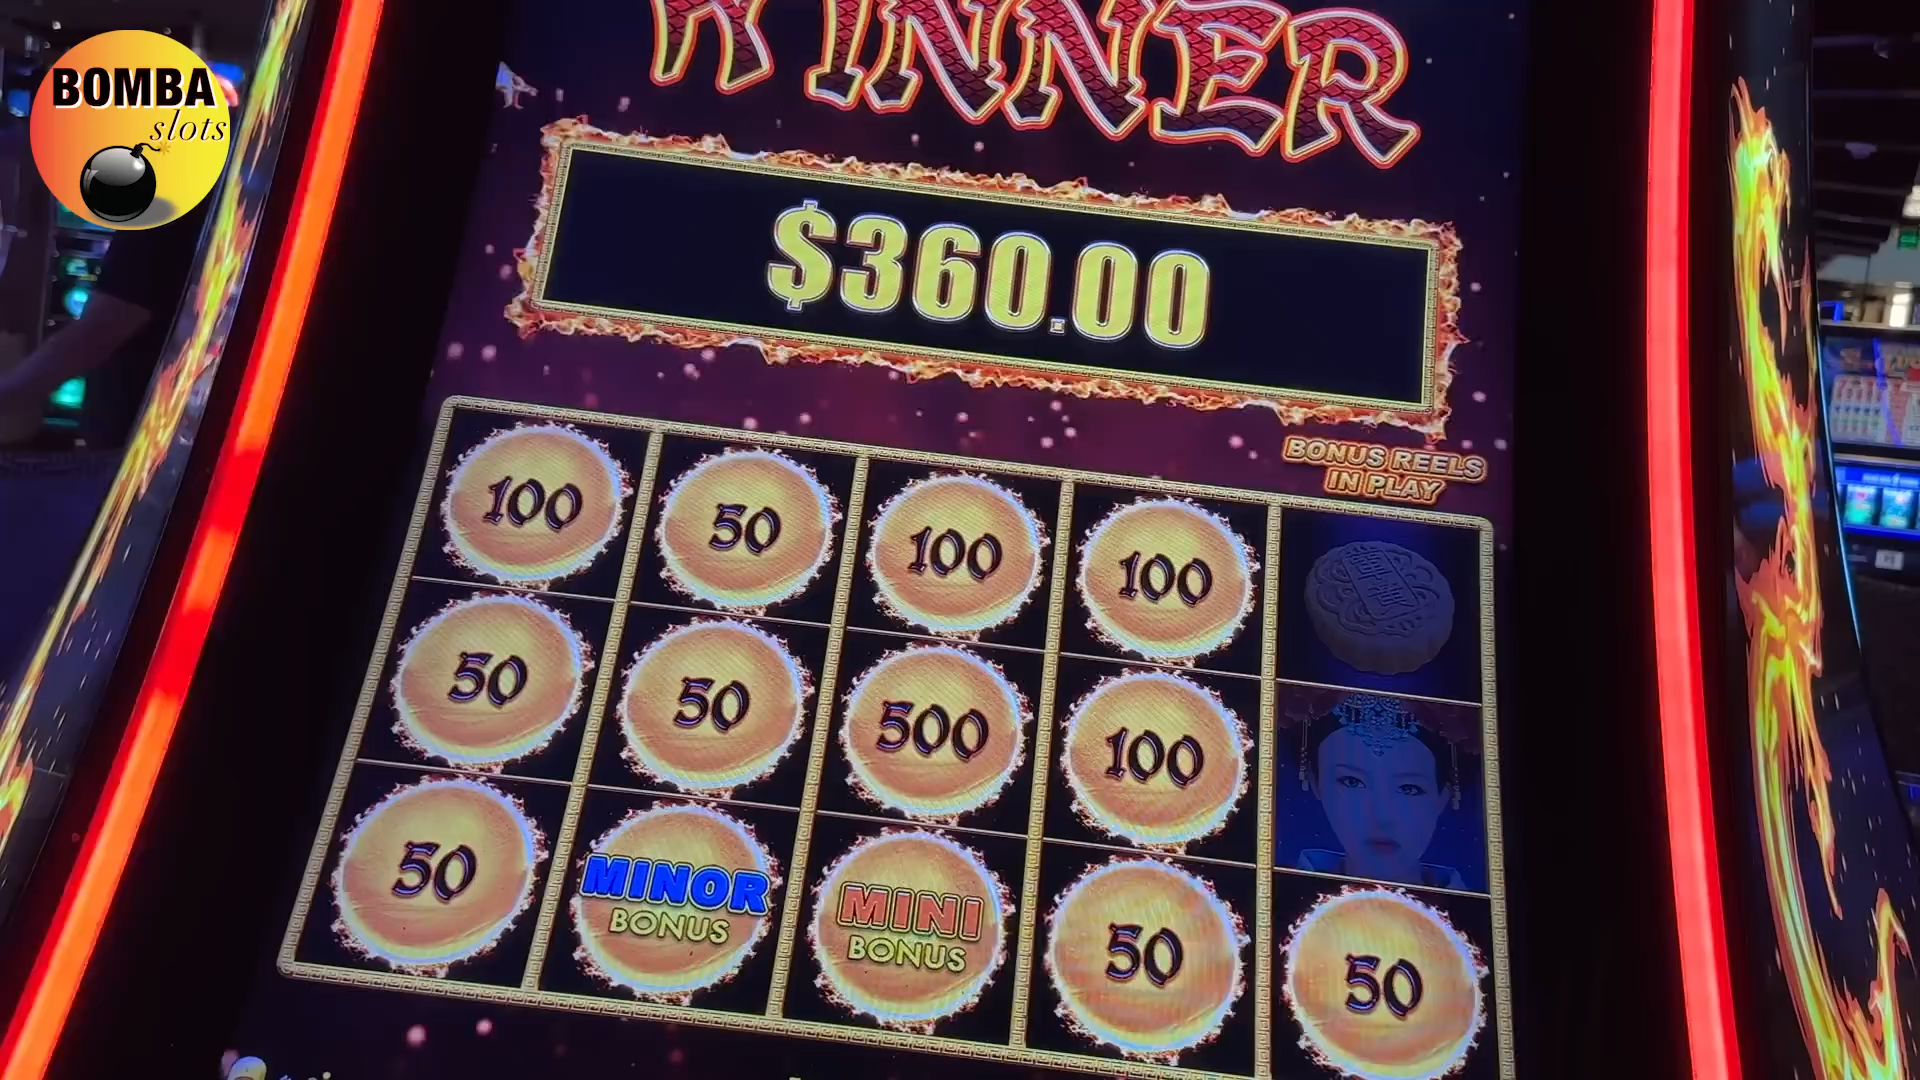 BOMBA
slots
WINNER
$360.00
BONUS REELS
IN PLAY
100 50 100 100
50 50 500 100
50 MINOR BONUS MINI BONUS 50 50